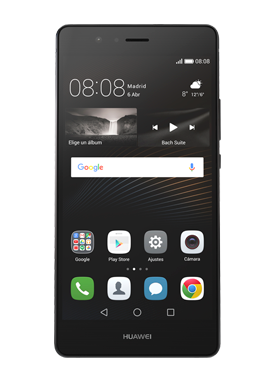 08:08
08:08
Madrid
6 Abr
8°
12°/6°
Elige un álbum
Bach Suite
Google
Google
Play Store
Ajustes
Cámara
HUAWEI